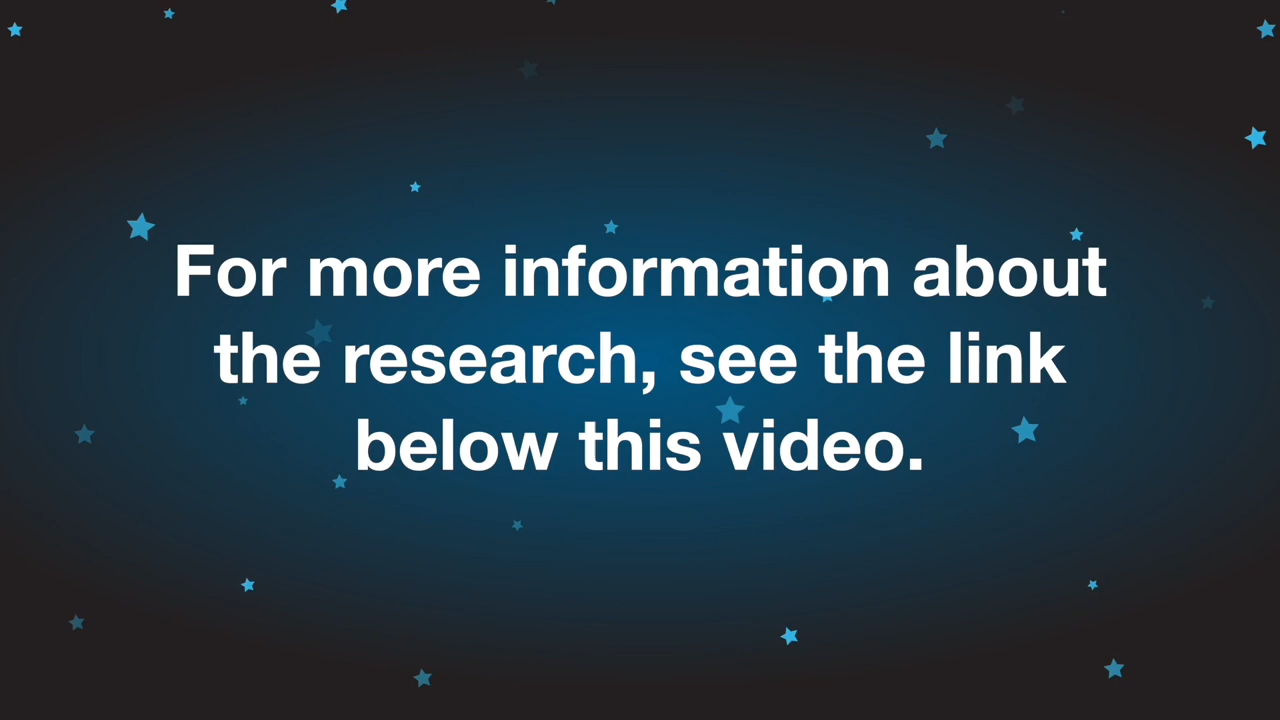 For more information about
the research, see the link
below this video.